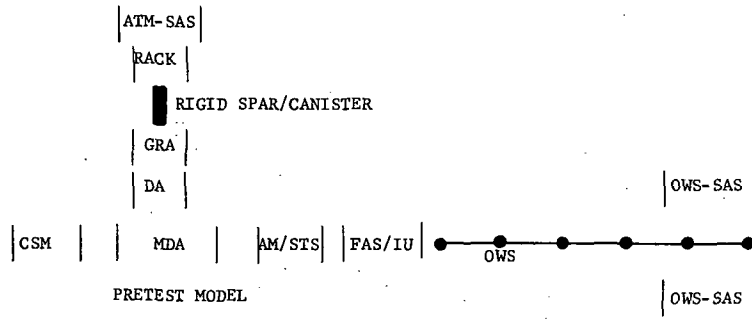 ATM-SAS
RACK
RIGID SPAR/CANISTER
GRA
DA
OWS-SAS
CSM MDA AM/STS FAS/IU
OWS
PRETEST MODEL
OWS-SAS